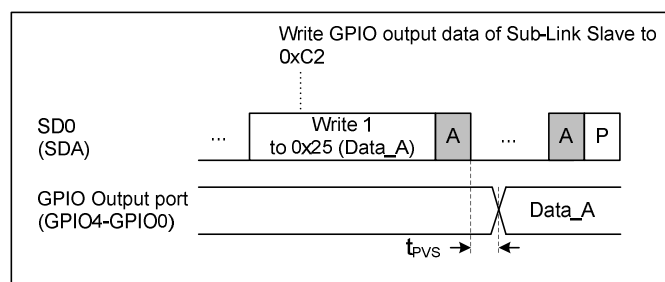 Write GPIO output data of Sub-Link Slave to
0xC2
SD0
(SDA)
...
Write 1
to 0x25 (Data_A)
A
...
A
P
GPIO Output port
(GPIO4-GPIO0)
Data_A
tPVS